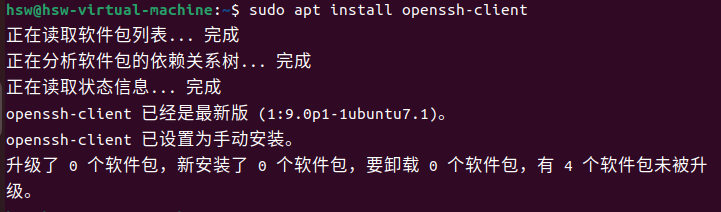 hsw@hsw-virtual-machine:~$ sudo apt install openssh-client
正在读取软件包列表... 完成
正在分析软件包的依赖关系树... 完成
正在读取状态信息... 完成
openssh-client 已经是最新版 (1:9.0p1-1ubuntu7.1)。
openssh-client 已设置为手动安装。
升级了 0 个软件包，新安装了 0 个软件包，要卸载 0 个软件包，有 4 个软件包未被升
级。